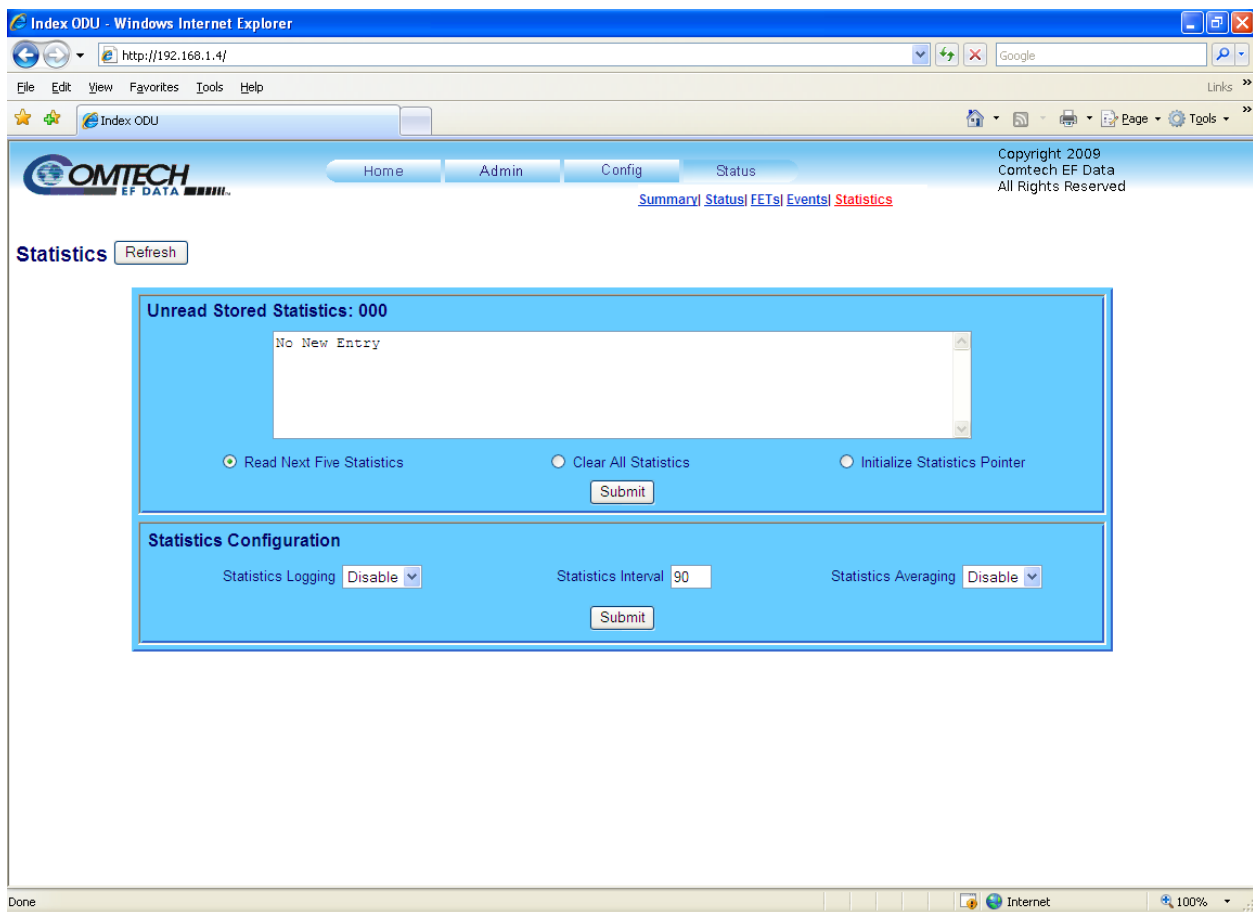 Index ODU - Windows Internet Explorer
http://192.168.1.4/
Google
File Edit View Favorites Tools Help
Links »
Index ODU
Page Tools »
COMTECH
EF DATA
Home Admin Config Status
Copyright 2009
Comtech EF Data
All Rights Reserved
Summary| Status| FETs| Events| Statistics
Statistics Refresh
Unread Stored Statistics: 000
No New Entry
Read Next Five Statistics Clear All Statistics Initialize Statistics Pointer
Submit
Statistics Configuration
Statistics Logging Disable Statistics Interval 90 Statistics Averaging Disable
Submit
Done Internet 100%